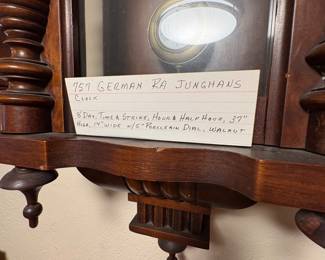 757 GERMAN RA JUNGHANS
CLOCK
8 DAY, TIME & STRIKE, HOUR & HALF HOUR, 37"
HIGH, 14" WIDE W/5" PORCELAIN DIAL, WALNUT